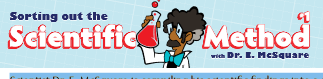 Sorting out the
Scientific Method #1
with Dr. E. McSquare